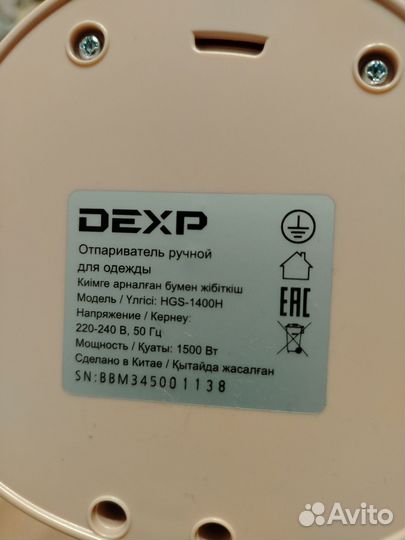 DEXP
Отпариватель ручной
для одежды
Киімге арналған бумен жібіткіш
Модель / Үлгісі: HGS-1400H
Напряжение / Кернеу:
220-240 В, 50 Гц
Мощность / Қуаты: 1500 Вт
Сделано в Китае / Қытайда жасалған
SN:BBM345001138
EAC
Avito